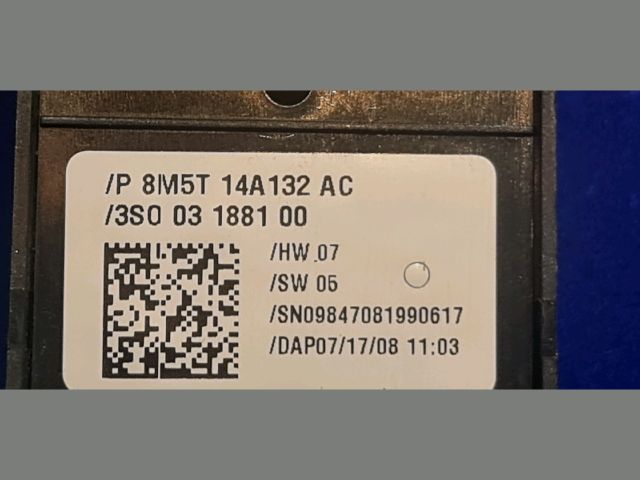 /P 8M5T 14A132 AC
/3S0 03 1881 00
/HW 07
/SW 05
/SN09847081990617
/DAP07/17/08 11:03